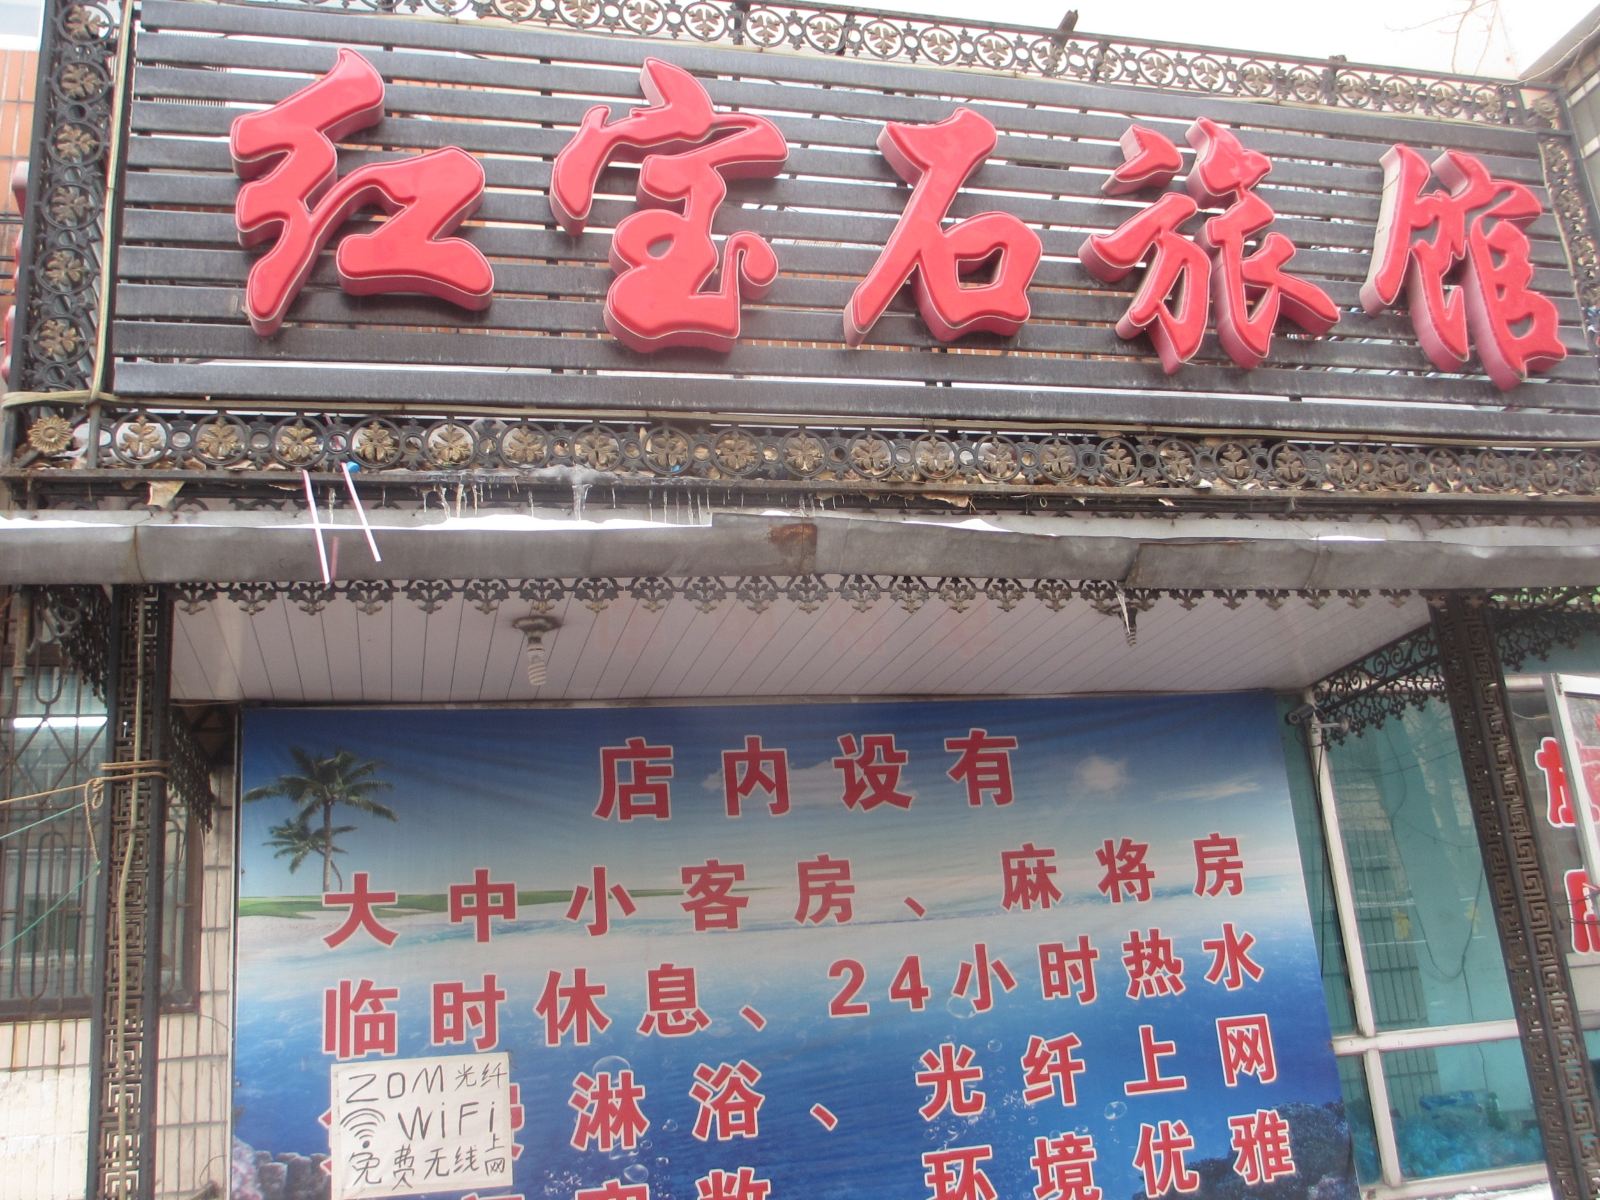 红宝石旅馆
店内设有
大中小客房、麻将房
临时休息、24小时热水
淋浴、光纤上网
环境优雅
ZOM光纤
WiFi
免费无线上网